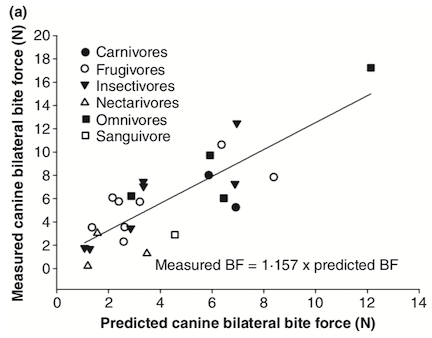 (a)
Measured canine bilateral bite force (N)
20
18
16
14
12
10
8
6
4
2
0
Carnivores
Frugivores
Insectivores
Nectarivores
Omnivores
Sanguivore
Measured BF = 1·157 x predicted BF
0 2 4 6 8 10 12 14
Predicted canine bilateral bite force (N)